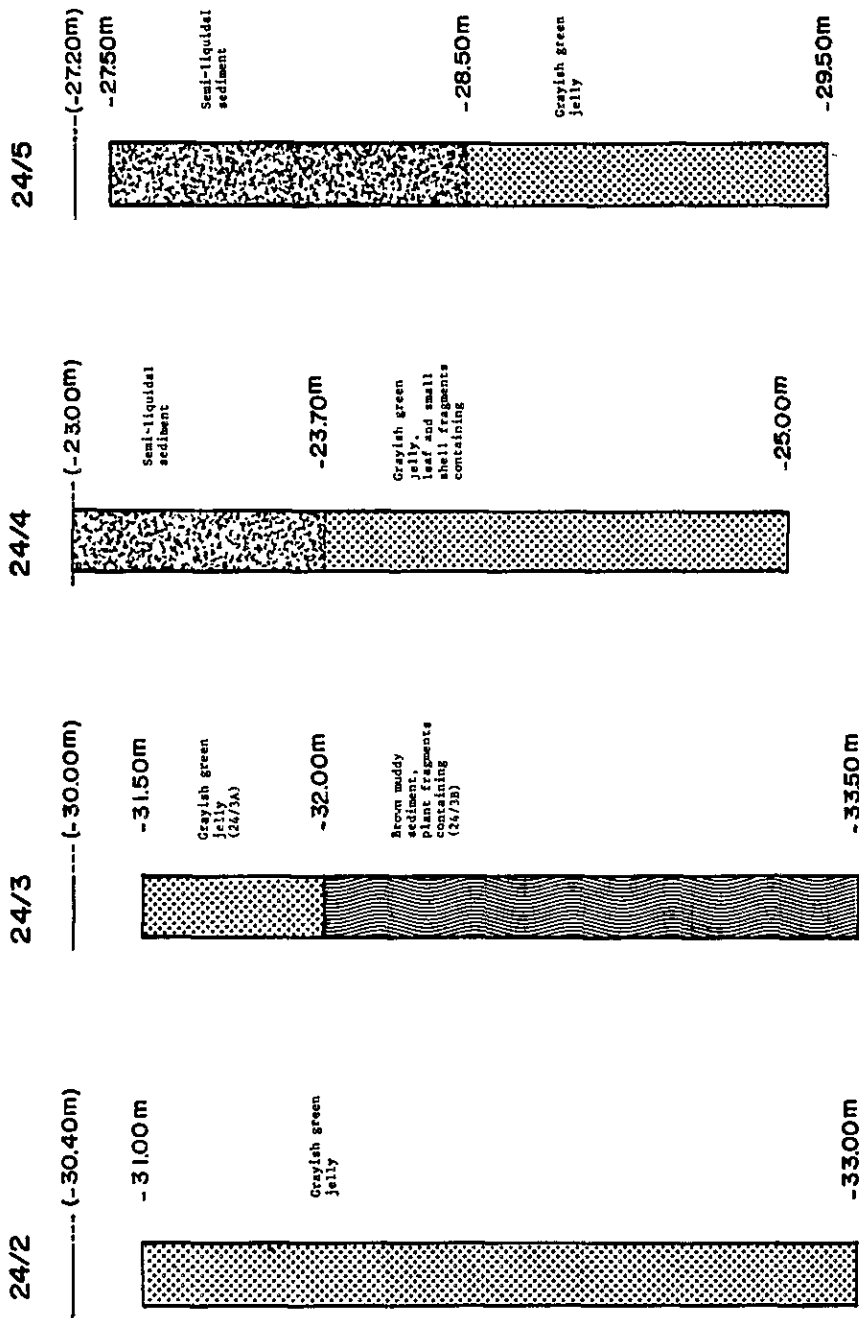 24/2
(-30.40m)
-31.00m
Grayish green
jelly
-33.00m
24/3
(-30.00m)
-31.50m
Grayish green
jelly
(24/3A)
-32.00m
Brown muddy
sediment,
plant fragments
containing
(24/3B)
-33.50m
24/4
(-23.00m)
Semi-liquidal
sediment
-23.70m
Grayish green
jelly,
leaf and small
shell fragments
containing
-25.00m
24/5
(-27.20m)
-27.50m
Semi-liquidal
sediment
-28.50m
Grayish green
jelly
-29.50m